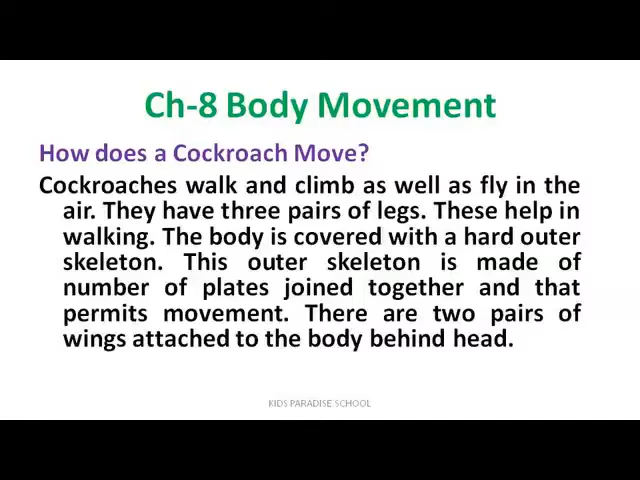 Ch-8 Body Movement
How does a Cockroach Move?
Cockroaches walk and climb as well as fly in the
air. They have three pairs of legs. These help in
walking. The body is covered with a hard outer
skeleton. This outer skeleton is made of
number of plates joined together and that
permits movement. There are two pairs of
wings attached to the body behind head.
KIDS PARADISE SCHOOL